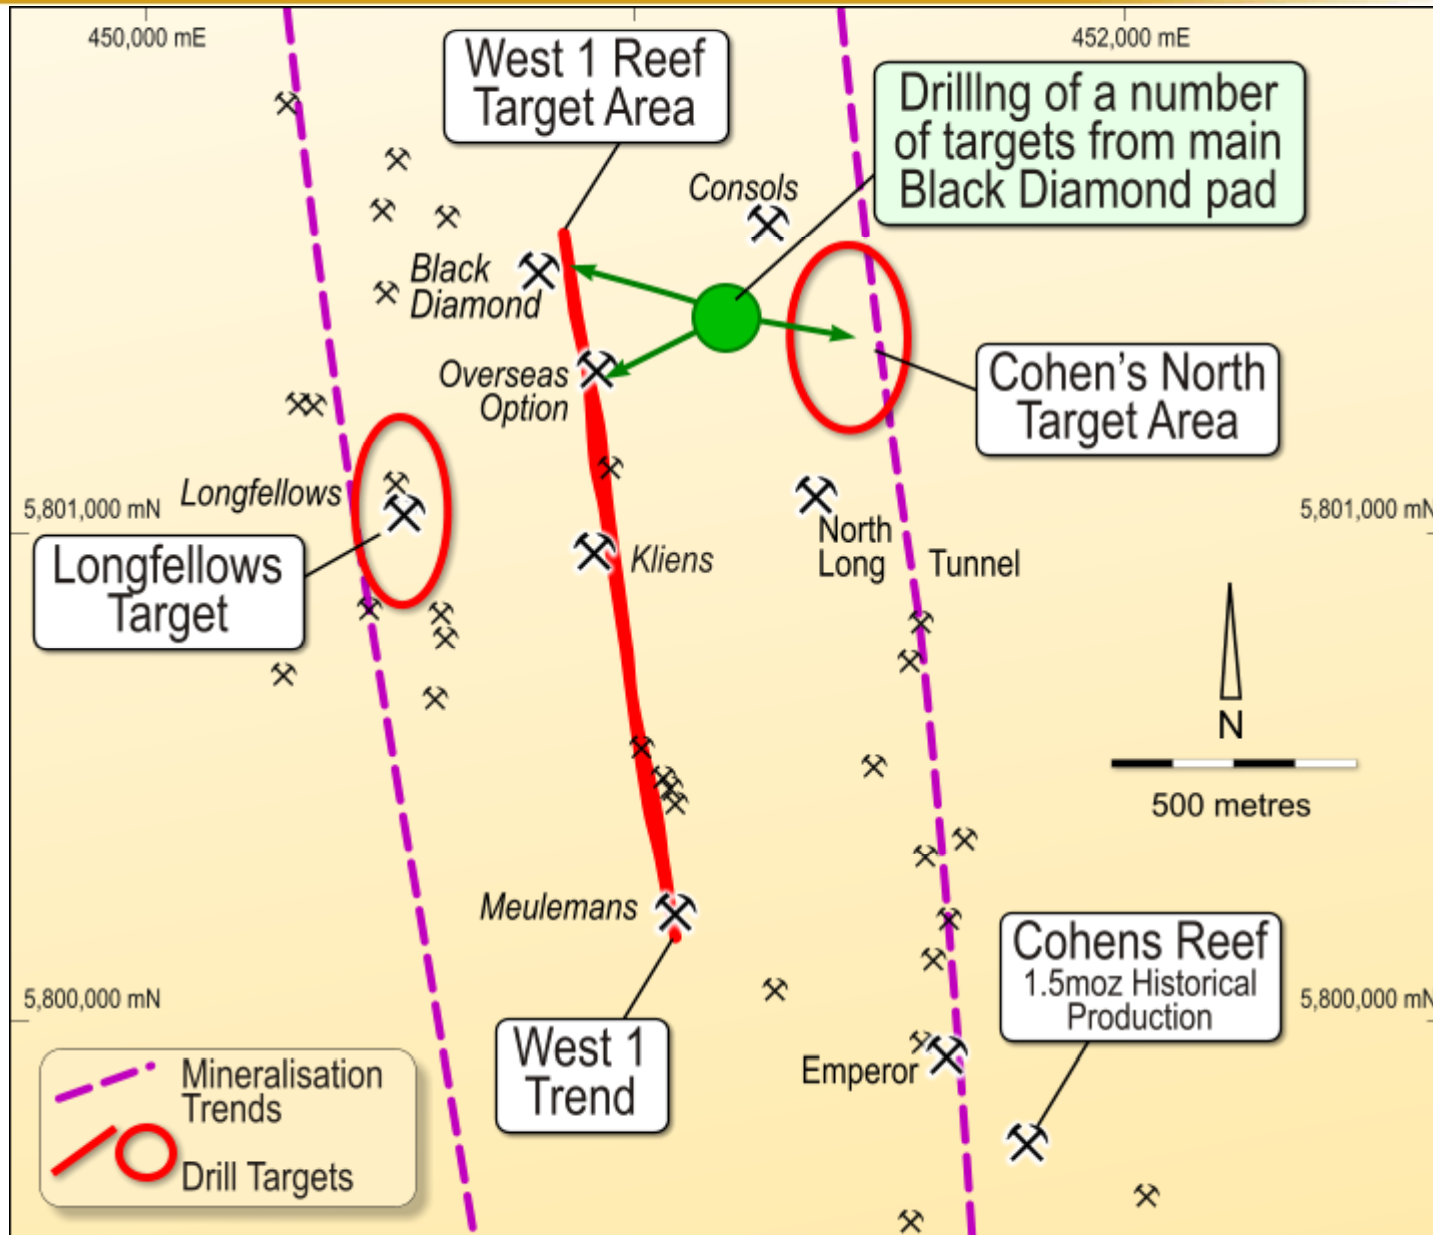 450,000 mE
452,000 mE
West 1 Reef
Target Area
Drilllng of a number
of targets from main
Black Diamond pad
Consols
Black
Diamond
Overseas
Option
Cohen's North
Target Area
Longfellows
5,801,000 mN
5,801,000 mN
Longfellows
Target
Kliens
North
Long Tunnel
N
500 metres
Meulemans
Cohens Reef
1.5moz Historical
Production
5,800,000 mN
5,800,000 mN
West 1
Trend
Emperor
Mineralisation
Trends
Drill Targets